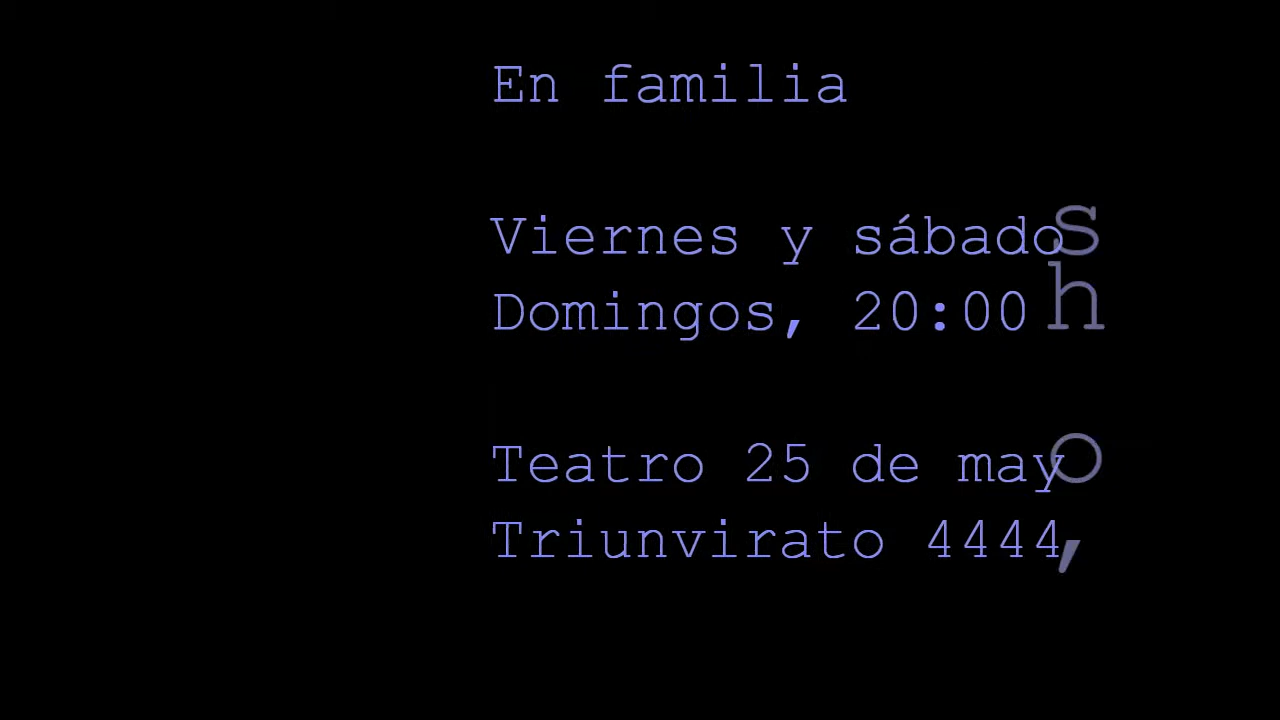 En familia
Viernes y sábados
Domingos, 20:00 h
Teatro 25 de mayo
Triunvirato 4444,